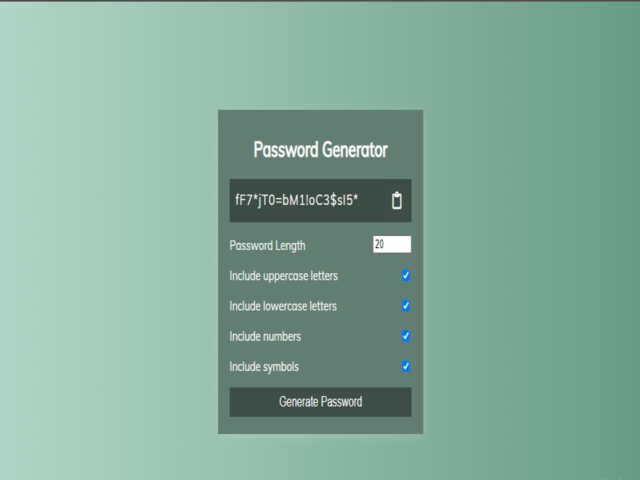 Password Generator
fF7*jT0=bM1!oC3$sI5*
Password Length 20
Include uppercase letters
Include lowercase letters
Include numbers
Include symbols
Generate Password